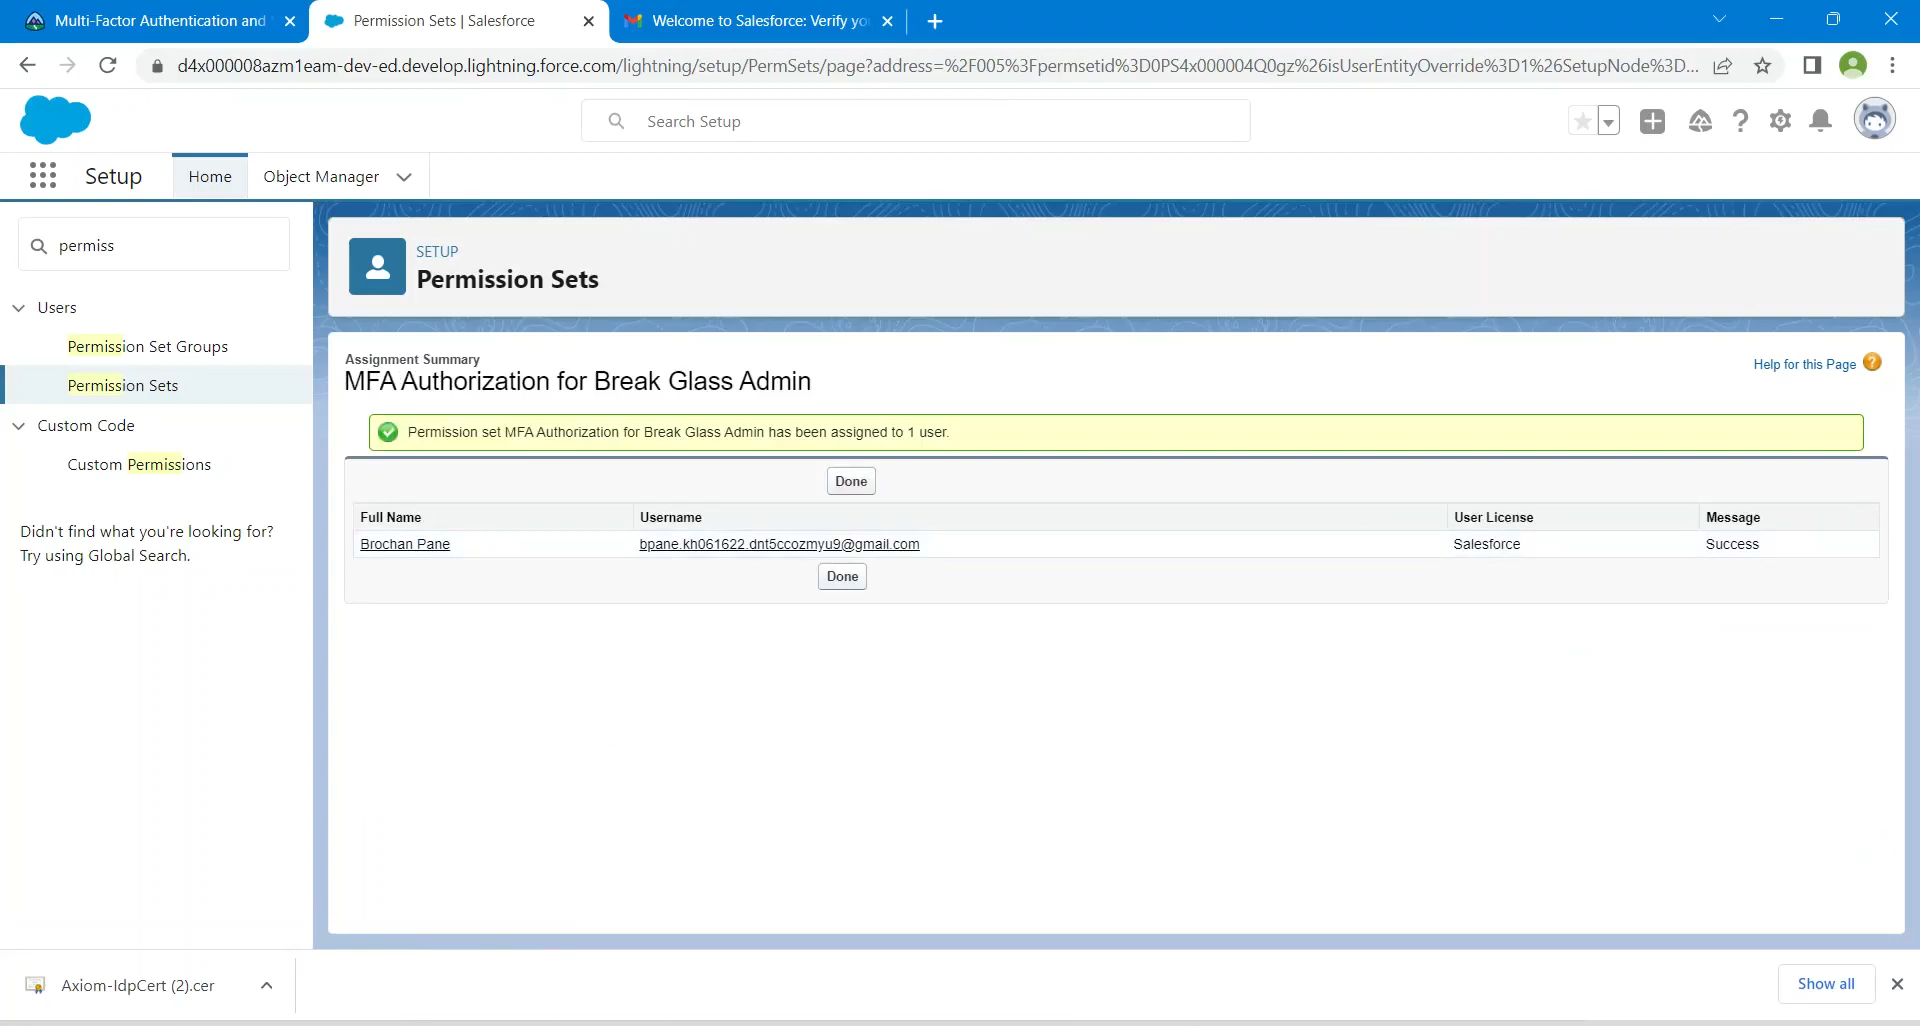 Multi-Factor Authentication and
Permission Sets | Salesforce
Welcome to Salesforce: Verify yo
d4x000008azm1eam-dev-ed.develop.lightning.force.com/lightning/setup/PermSets/page?address=%2F005%3Fpermsetid%3D0PS4x000004Q0gz%26isUserEntityOverride%3D1%26SetupNode%3D...
Search Setup
Setup
Home
Object Manager
permiss
Users
Permission Set Groups
Permission Sets
Custom Code
Custom Permissions
Didn't find what you're looking for?
Try using Global Search.
SETUP
Permission Sets
Assignment Summary
MFA Authorization for Break Glass Admin
Help for this Page
Permission set MFA Authorization for Break Glass Admin has been assigned to 1 user.
Done
Full Name Username User License Message
Brochan Pane bpane.kh061622.dnt5ccozmyu9@gmail.com Salesforce Success
Done
Axiom-IdpCert (2).cer
Show all